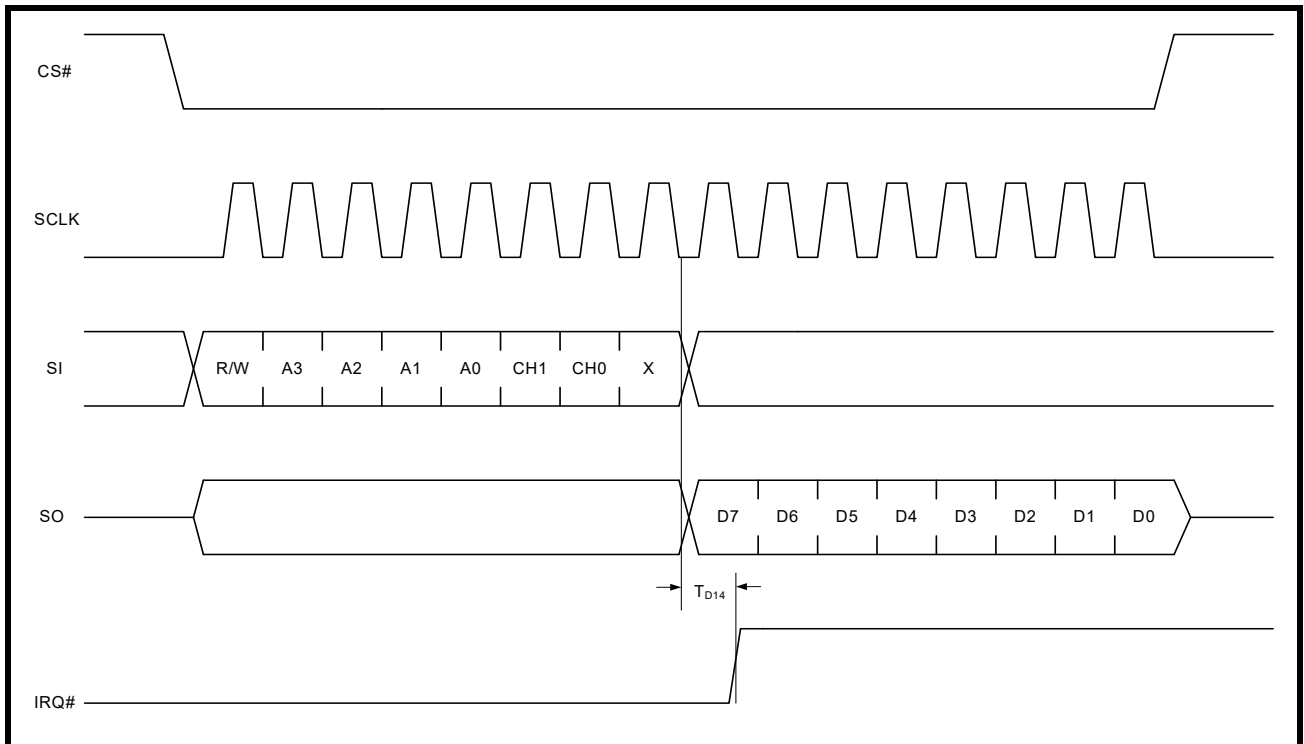 CS#
SCLK
SI R/W A3 A2 A1 A0 CH1 CH0 X
SO D7 D6 D5 D4 D3 D2 D1 D0
TD14
IRQ#